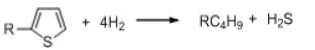 R S + 4H₂ ⟶ RC₄H₉ + H₂S